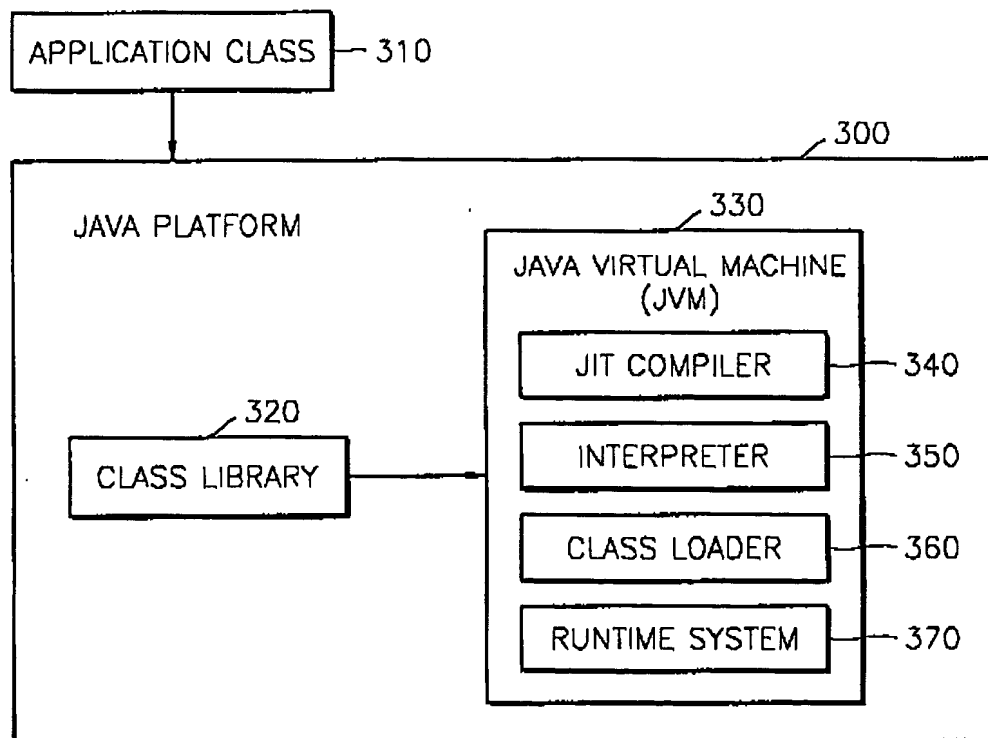 APPLICATION CLASS
310
300
JAVA PLATFORM
330
JAVA VIRTUAL MACHINE
(JVM)
JIT COMPILER
340
320
CLASS LIBRARY
INTERPRETER
350
CLASS LOADER
360
RUNTIME SYSTEM
370